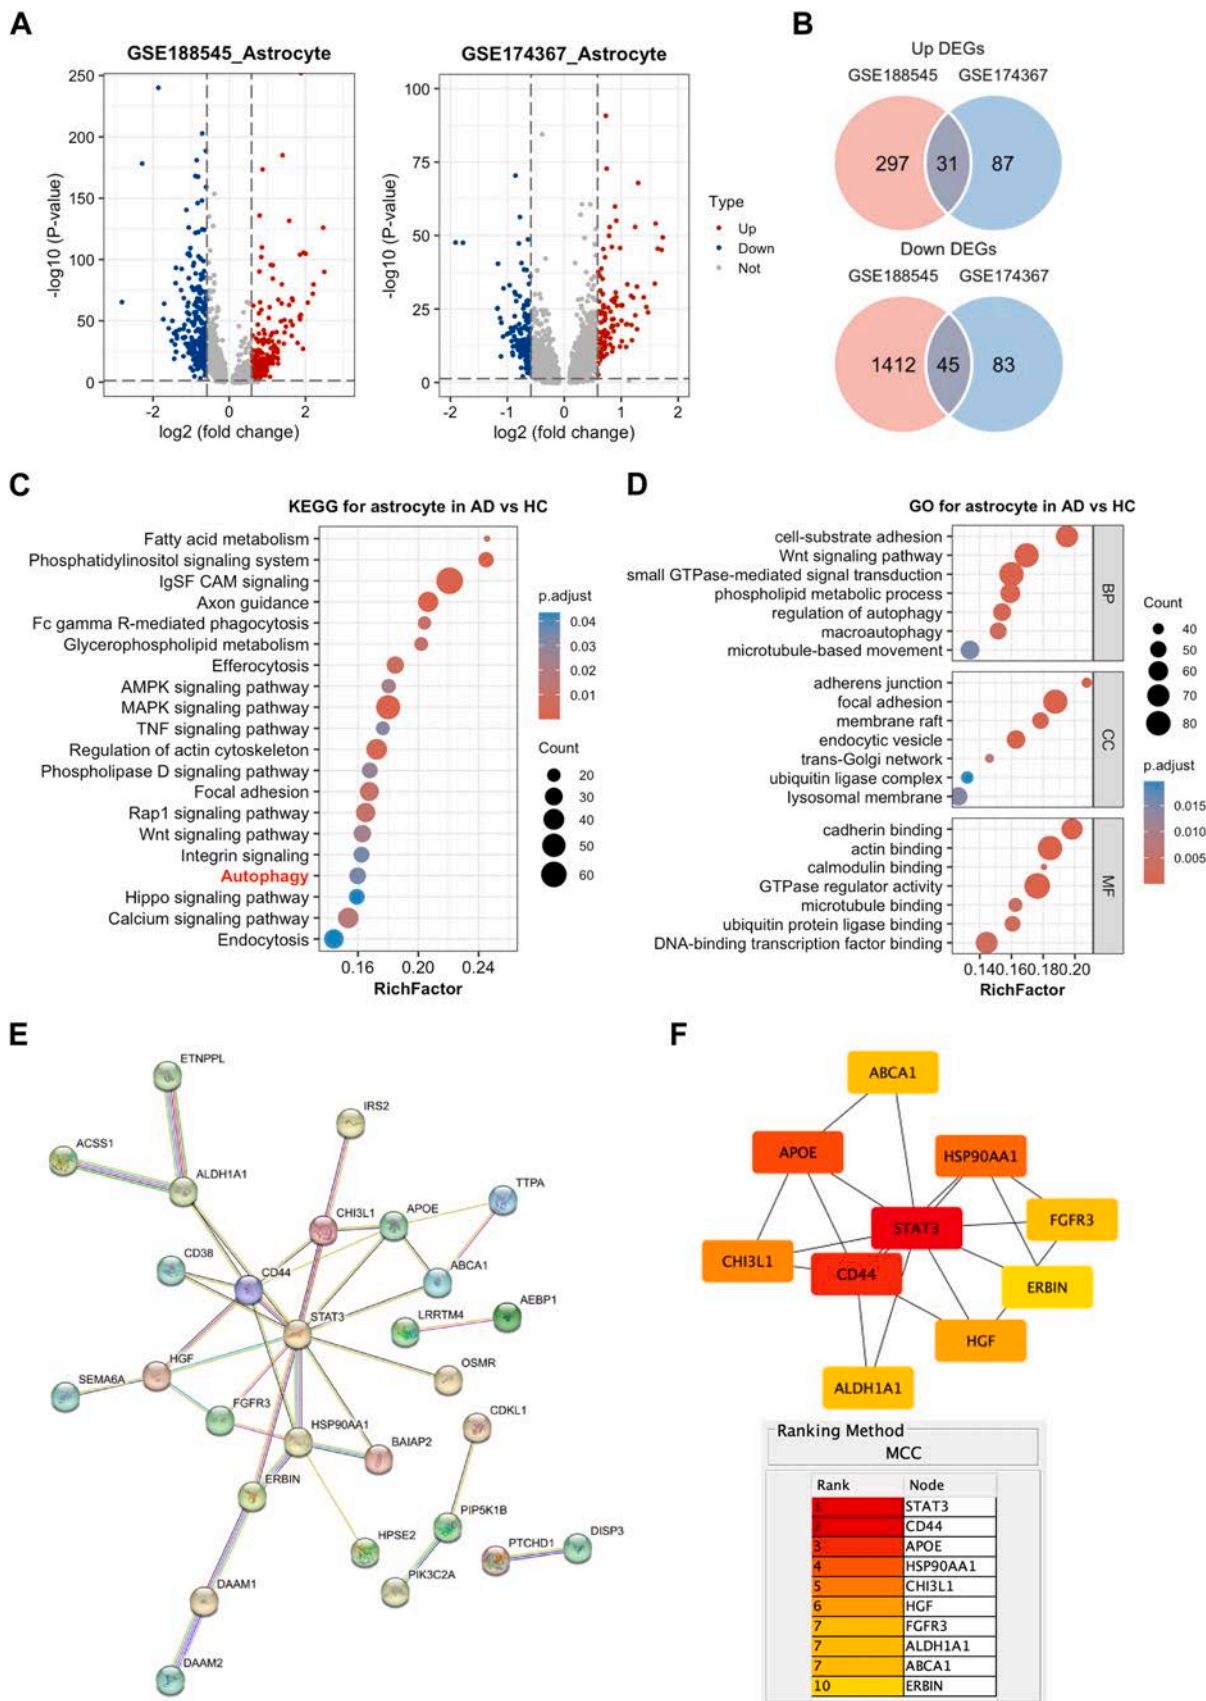 A
GSE188545_Astrocyte
250
200
150
100
50
0
-log10 (P-value)
-2
0
2
log2 (fold change)
GSE174367_Astrocyte
100
75
50
25
0
-log10 (P-value)
-2
-1
0
1
2
log2 (fold change)
Type
Up
Down
Not
B
Up DEGs
GSE188545 GSE174367
297 31 87
Down DEGs
GSE188545 GSE174367
1412 45 83
C
KEGG for astrocyte in AD vs HC
Fatty acid metabolism
Phosphatidylinositol signaling system
IgSF CAM signaling
Axon guidance
Fc gamma R-mediated phagocytosis
Glycerophospholipid metabolism
Efferocytosis
AMPK signaling pathway
MAPK signaling pathway
TNF signaling pathway
Regulation of actin cytoskeleton
Phospholipase D signaling pathway
Focal adhesion
Rap1 signaling pathway
Wnt signaling pathway
Integrin signaling
Autophagy
Hippo signaling pathway
Calcium signaling pathway
Endocytosis
0.16 0.20 0.24
RichFactor
p.adjust
0.04
0.03
0.02
0.01
Count
20
30
40
50
60
D
GO for astrocyte in AD vs HC
cell-substrate adhesion
Wnt signaling pathway
small GTPase-mediated signal transduction
phospholipid metabolic process
regulation of autophagy
macroautophagy
microtubule-based movement
BP
adherens junction
focal adhesion
membrane raft
endocytic vesicle
trans-Golgi network
ubiquitin ligase complex
lysosomal membrane
CC
cadherin binding
actin binding
calmodulin binding
GTPase regulator activity
microtubule binding
ubiquitin protein ligase binding
DNA-binding transcription factor binding
MF
0.140.160.180.20
RichFactor
Count
40
50
60
70
80
p.adjust
0.015
0.010
0.005
E
ETNPPL
IRS2
ACSS1
ALDH1A1
TTPA
CHI3L1
APOE
CD38
CD44
ABCA1
STAT3
LRRTM4
AEBP1
HGF
OSMR
SEMA6A
FGFR3
HSP90AA1
CDKL1
BAIAP2
ERBIN
PIP5K1B
HPSE2
PTCHD1
DISP3
PIK3C2A
DAAM1
DAAM2
F
ABCA1
APOE
HSP90AA1
STAT3
FGFR3
CHI3L1
CD44
ERBIN
HGF
ALDH1A1
Ranking Method
MCC
Rank Node
1 STAT3
2 CD44
3 APOE
4 HSP90AA1
5 CHI3L1
6 HGF
7 FGFR3
7 ALDH1A1
7 ABCA1
10 ERBIN